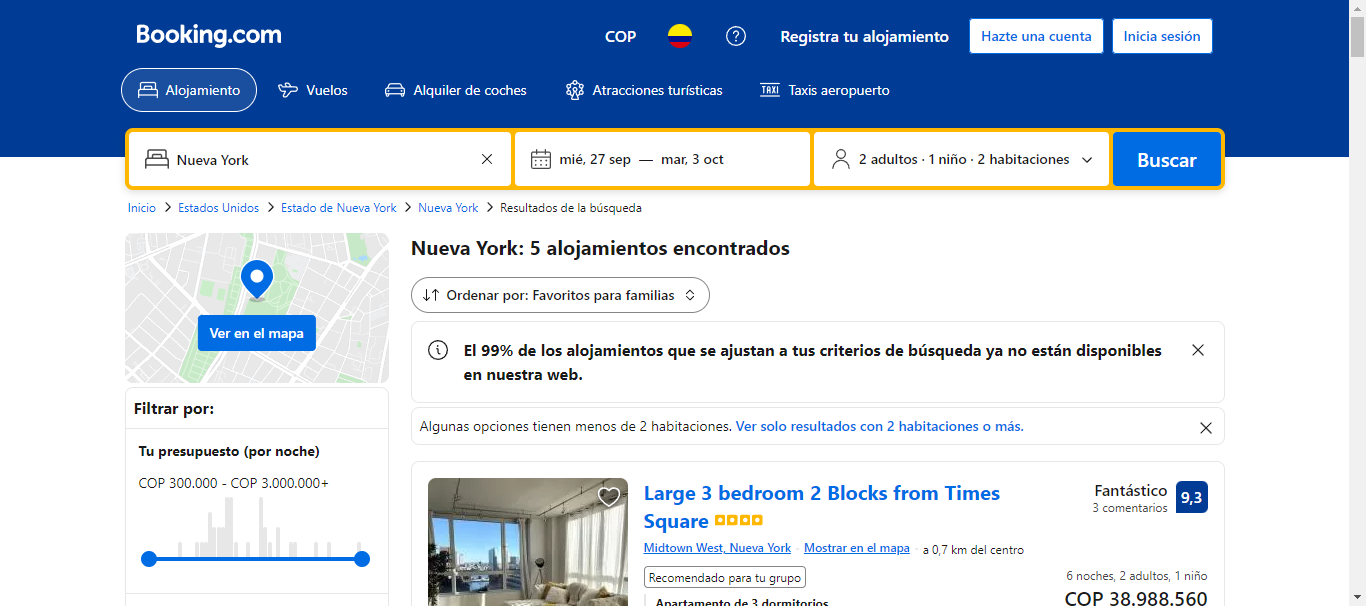 Booking.com
COP
Registra tu alojamiento
Hazte una cuenta
Inicia sesión
Alojamiento
Vuelos
Alquiler de coches
Atracciones turísticas
TAXI
Taxis aeropuerto
Nueva York
mié, 27 sep — mar, 3 oct
2 adultos · 1 niño · 2 habitaciones
Buscar
Inicio
Estados Unidos
Estado de Nueva York
Nueva York
Resultados de la búsqueda
Ver en el mapa
Filtrar por:
Tu presupuesto (por noche)
COP 300.000 - COP 3.000.000+
Nueva York: 5 alojamientos encontrados
Ordenar por: Favoritos para familias
El 99% de los alojamientos que se ajustan a tus criterios de búsqueda ya no están disponibles
en nuestra web.
Algunas opciones tienen menos de 2 habitaciones. Ver solo resultados con 2 habitaciones o más.
Large 3 bedroom 2 Blocks from Times
Square
Fantástico
3 comentarios
9,3
Midtown West, Nueva York · Mostrar en el mapa · a 0,7 km del centro
Recomendado para tu grupo
Apartamento de 3 dormitorios
6 noches, 2 adultos, 1 niño
COP 38.988.560